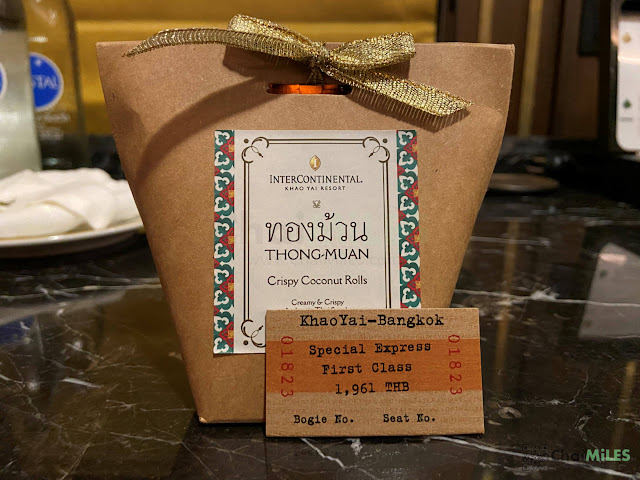 INTERCONTINENTAL
KHAO YAI RESORT
ทองม้วน
THONG-MUAN
Crispy Coconut Rolls
Creamy & Crispy
KhaoYai-Bangkok
01823
Special Express
First Class
1,961 THB
01823
Bogie No. Seat No.
MiLES